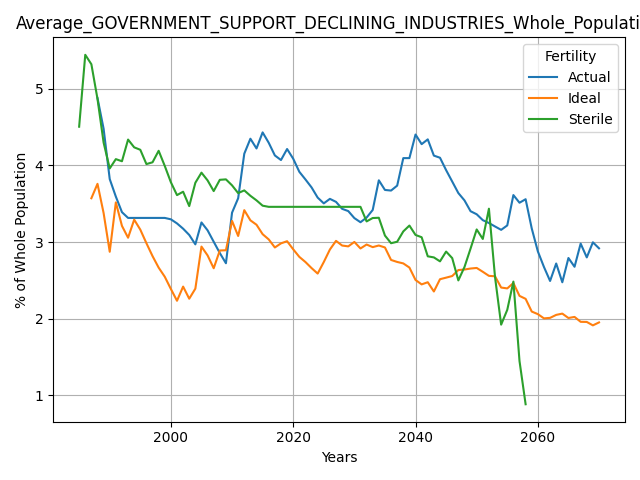 Average_GOVERNMENT_SUPPORT_DECLINING_INDUSTRIES_Whole_Populati
Fertility
Actual
Ideal
Sterile
% of Whole Population
5
4
3
2
1
2000 2020 2040 2060
Years